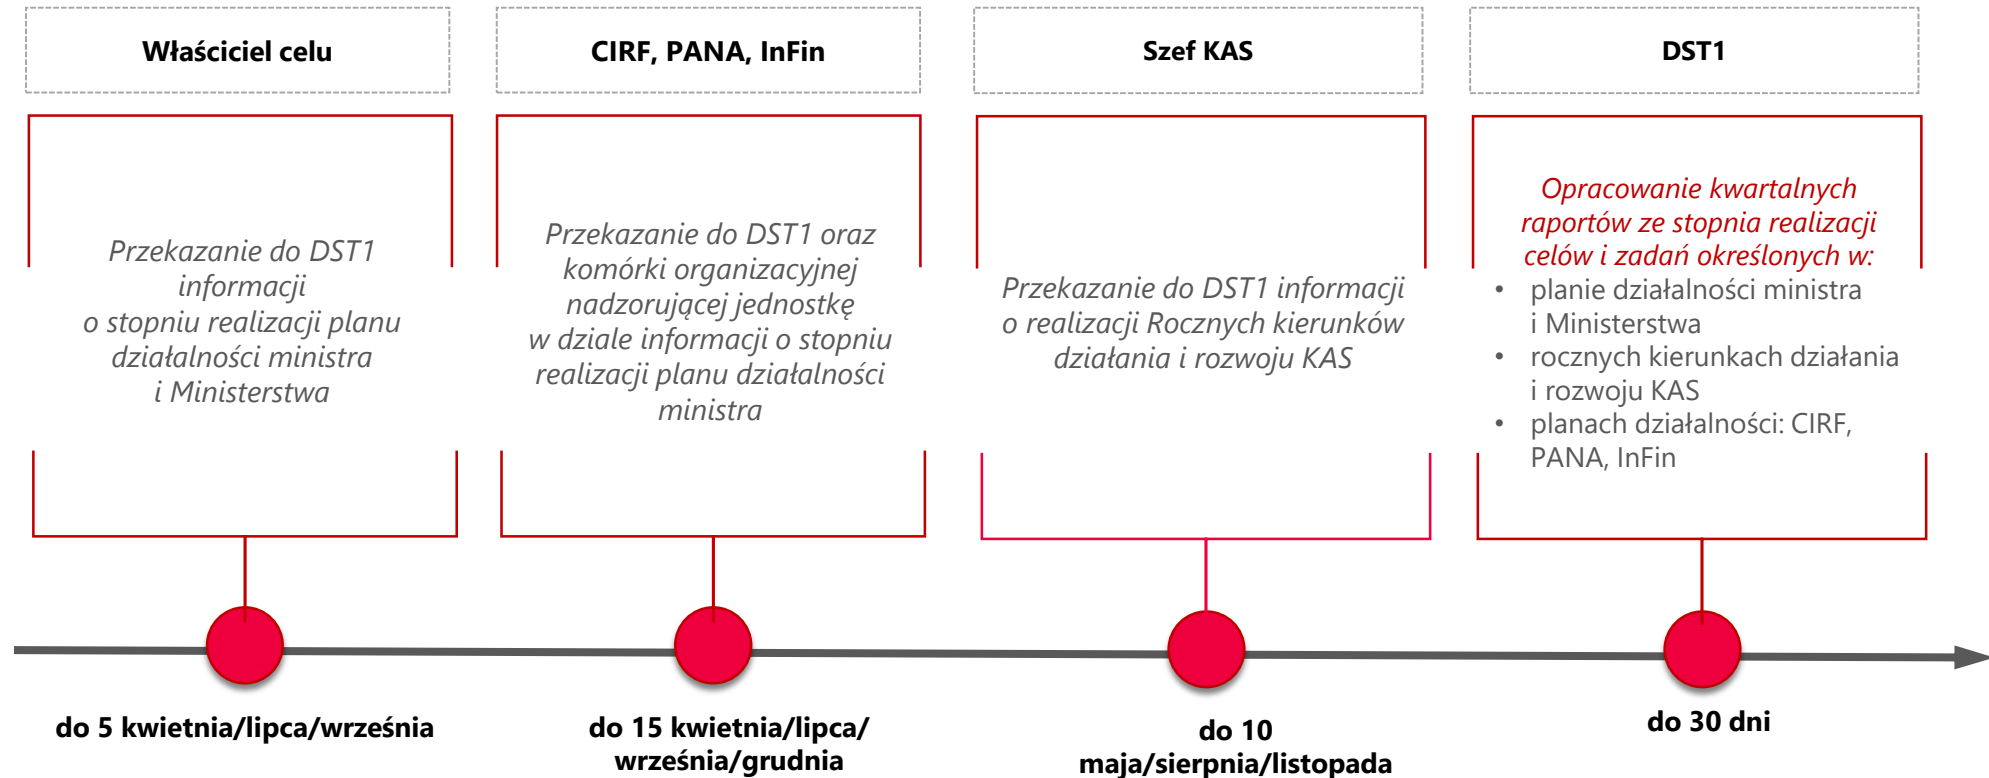 Właściciel celu
Przekazanie do DST1
informacji
o stopniu realizacji planu
działalności ministra
i Ministerstwa
do 5 kwietnia/lipca/września
CIRF, PANA, InFin
Przekazanie do DST1 oraz
komórki organizacyjnej
nadzorującej jednostkę
w dziale informacji o stopniu
realizacji planu działalności
ministra
do 15 kwietnia/lipca/
września/grudnia
Szef KAS
Przekazanie do DST1 informacji
o realizacji Rocznych kierunków
działania i rozwoju KAS
do 10
maja/sierpnia/listopada
DST1
Opracowanie kwartalnych
raportów ze stopnia realizacji
celów i zadań określonych w:
• planie działalności ministra
i Ministerstwa
• rocznych kierunkach działania
i rozwoju KAS
• planach działalności: CIRF,
PANA, InFin
do 30 dni